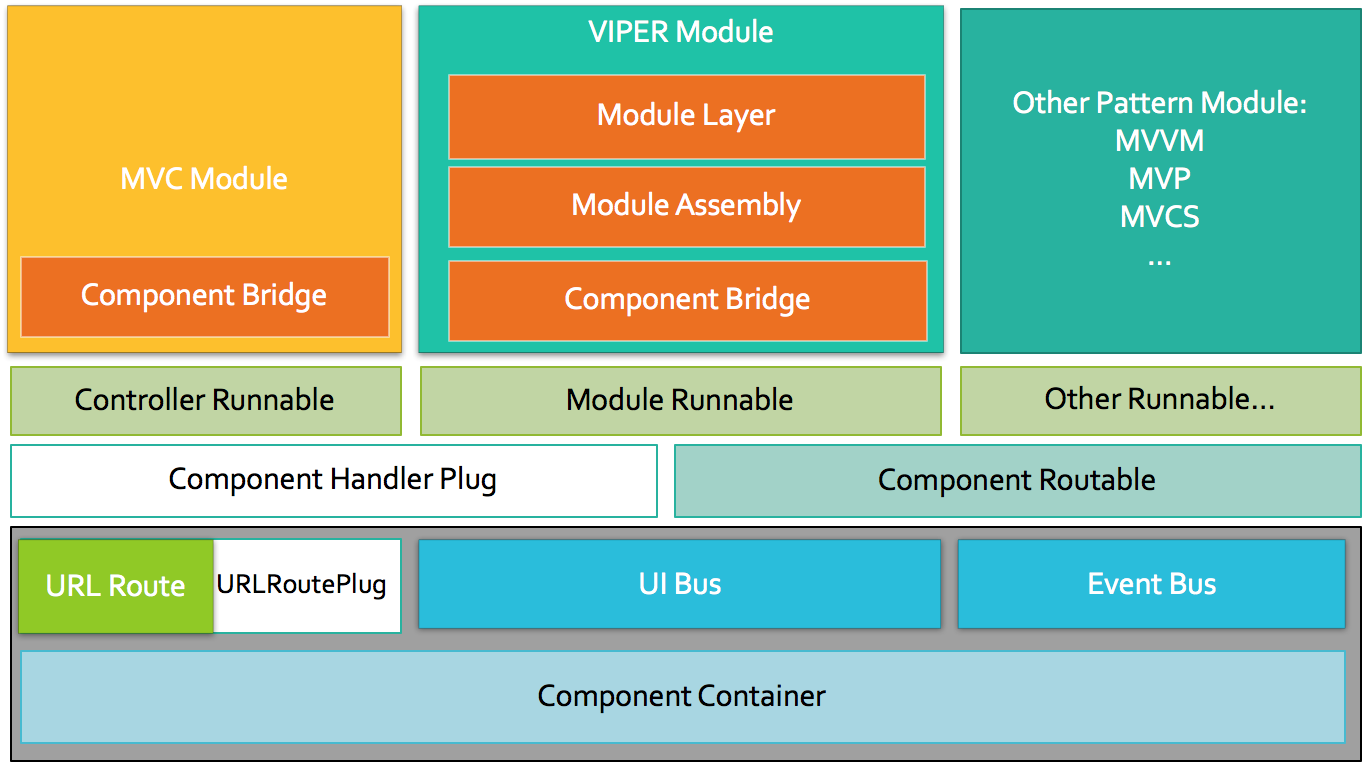 MVC Module
Component Bridge
VIPER Module
Module Layer
Module Assembly
Component Bridge
Other Pattern Module:
MVVM
MVP
MVCS
...
Controller Runnable
Module Runnable
Other Runnable...
Component Handler Plug
Component Routable
URL Route
URLRoutePlug
UI Bus
Event Bus
Component Container